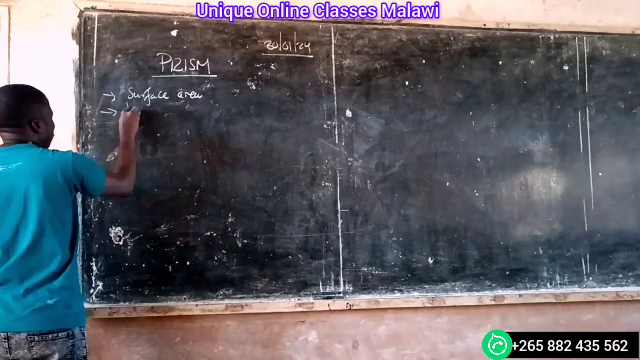 Unique Online Classes Malawi
20/01/24
PRISM
→ Surface area
→
+265 882 435 562